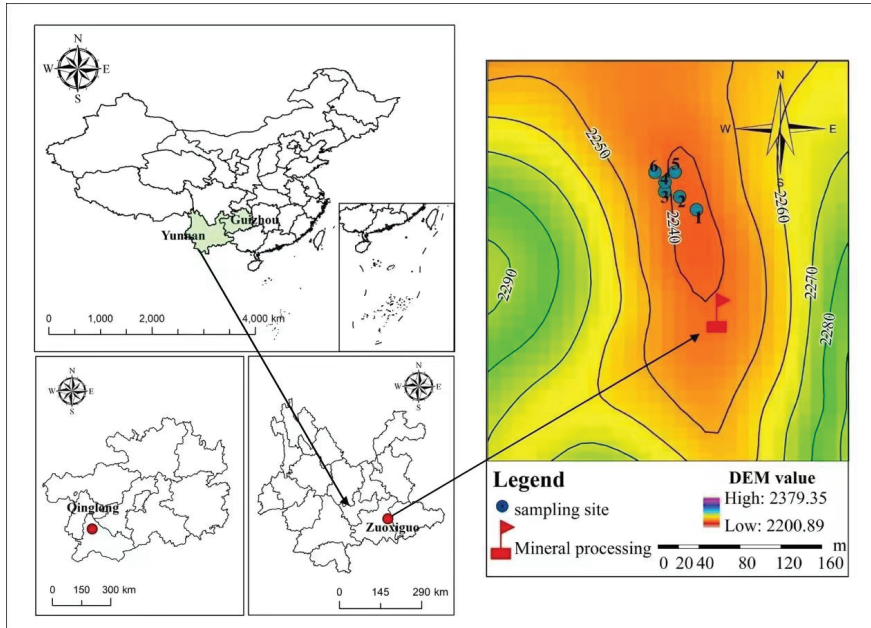 N
W E
S
Guizhou
Yunnan
0 1,000 2,000 4,000 km
N
W E
S
Qinglong
0 150 300 km
N
W E
S
Zuoxiguo
0 145 290 km
N
W E
S
2250
6 5
4
3 2
1
2240
2260
2290
2270
2280
Legend
sampling site
Mineral processing
DEM value
High: 2379.35
Low: 2200.89
0 20 40 80 120 160 m